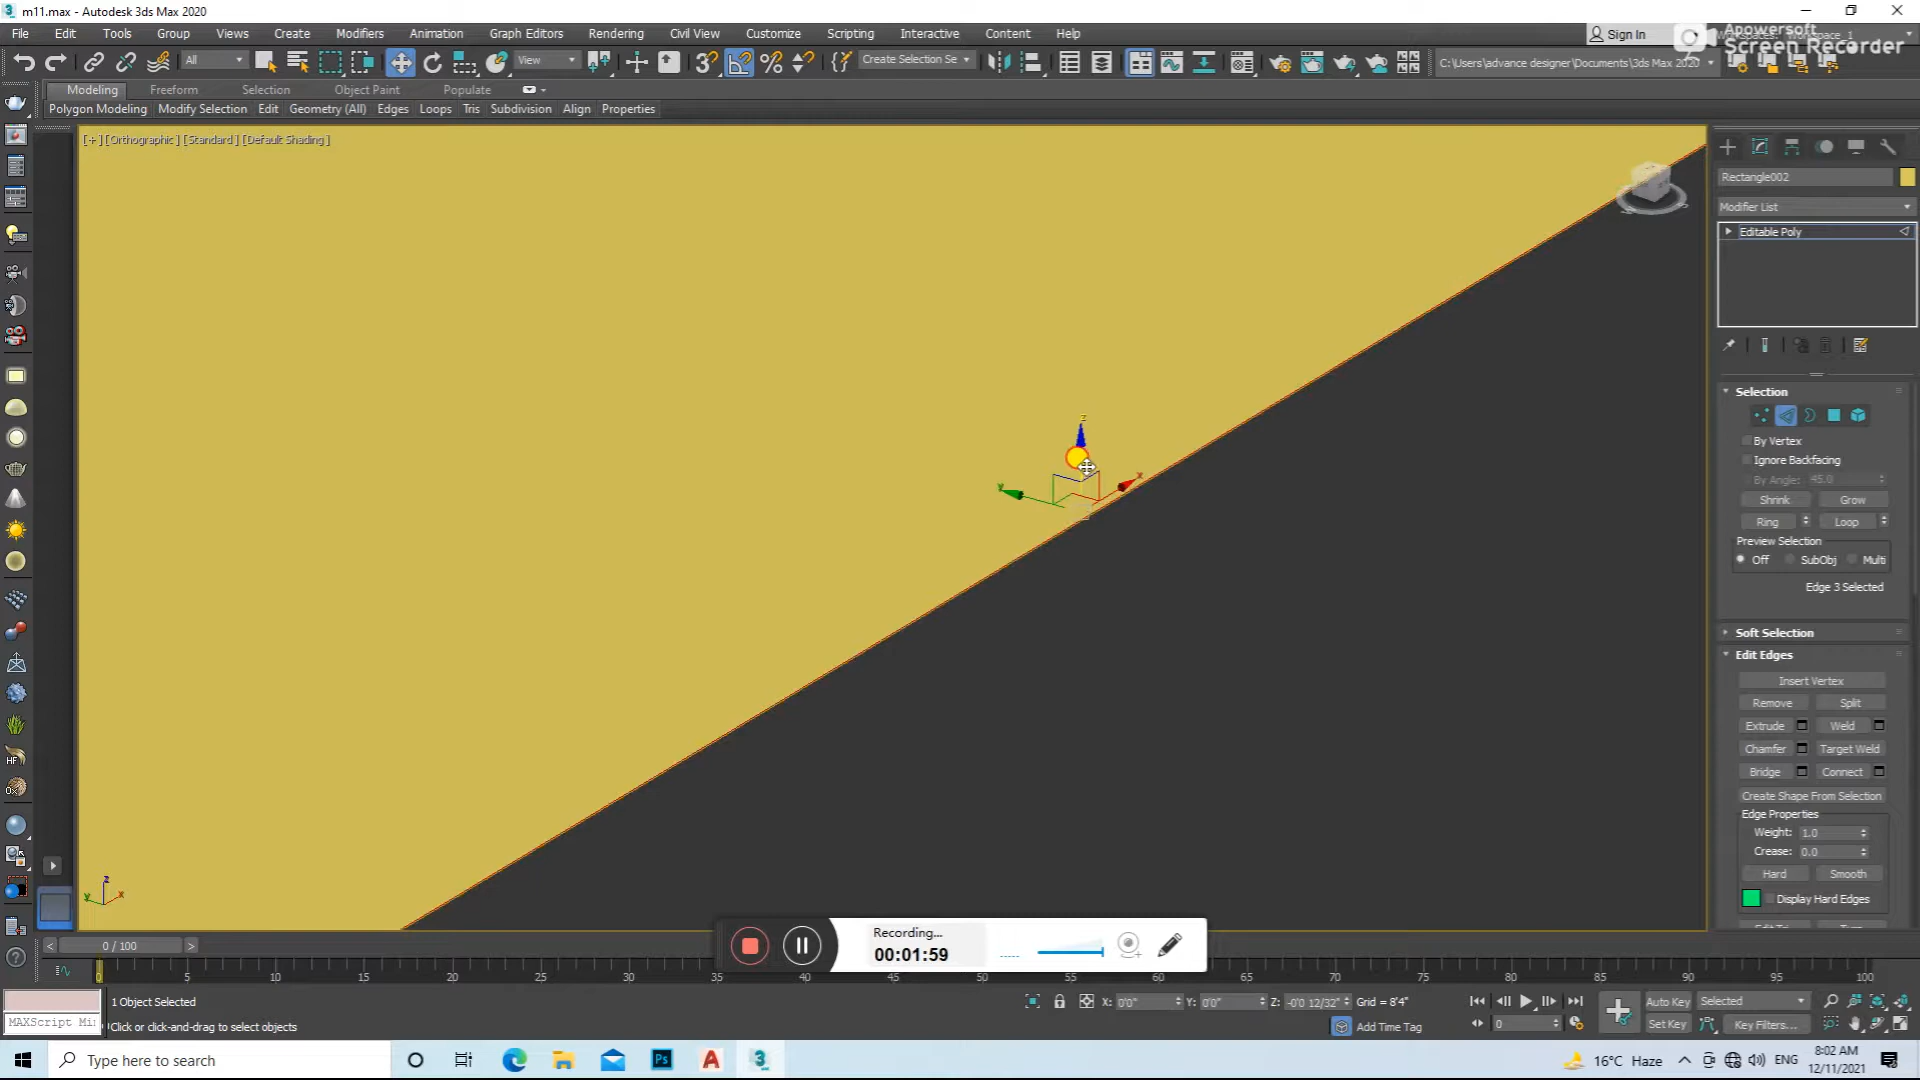 m11.max - Autodesk 3ds Max 2020
File Edit Tools Group Views Create Modifiers Animation Graph Editors Rendering Civil View Customize Scripting Interactive Content Help
Sign In
Apowersoft
Screen Recorder
All View Create Selection Se C:\Users\advance designer\Documents\3ds Max 2020
Modeling Freeform Selection Object Paint Populate
Polygon Modeling Modify Selection Edit Geometry (All) Edges Loops Tris Subdivision Align Properties
[+] [Orthographic] [Standard] [Default Shading]
Rectangle002
Modifier List
Editable Poly
Selection
By Vertex
Ignore Backfacing
By Angle: 45.0
Shrink Grow
Ring Loop
Preview Selection
Off SubObj Multi
Edge 3 Selected
Soft Selection
Edit Edges
Insert Vertex
Remove Split
Extrude Weld
Chamfer Target Weld
Bridge Connect
Create Shape From Selection
Edge Properties
Weight: 1.0
Crease: 0.0
Hard Smooth
Display Hard Edges
z
y x
z
y x
Recording...
00:01:59
0 / 100
0 5 10 15 20 25 30 35 40 45 50 55 60 65 70 75 80 85 90 95 100
1 Object Selected
X: 0'0" Y: 0'0" Z: -0'0 12/32" Grid = 8'4"
Auto Key Selected
MAXScript Mi
Click or click-and-drag to select objects
Add Time Tag
0
Set Key Key Filters...
Type here to search
16°C Haze
ENG
8:02 AM
12/11/2021